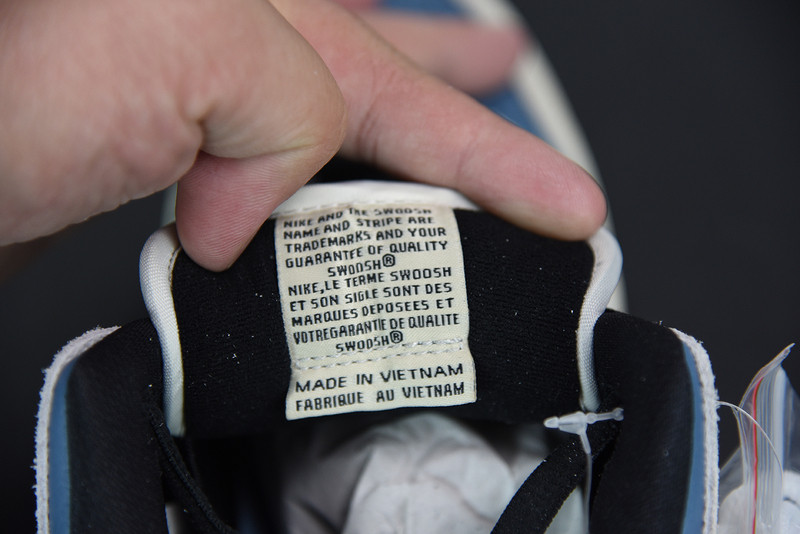 NIKE AND THE SWOOSH
NAME AND STRIPE ARE
TRADEMARKS AND YOUR
GUARANTEE OF QUALITY
SWOOSH®
NIKE,LE TERME SWOOSH
ET SON SIGLE SONT DES
MARQUES DEPOSEES ET
VOTREGARANTIE DE QUALITE
SWOOSH®
MADE IN VIETNAM
FABRIQUE AU VIETNAM